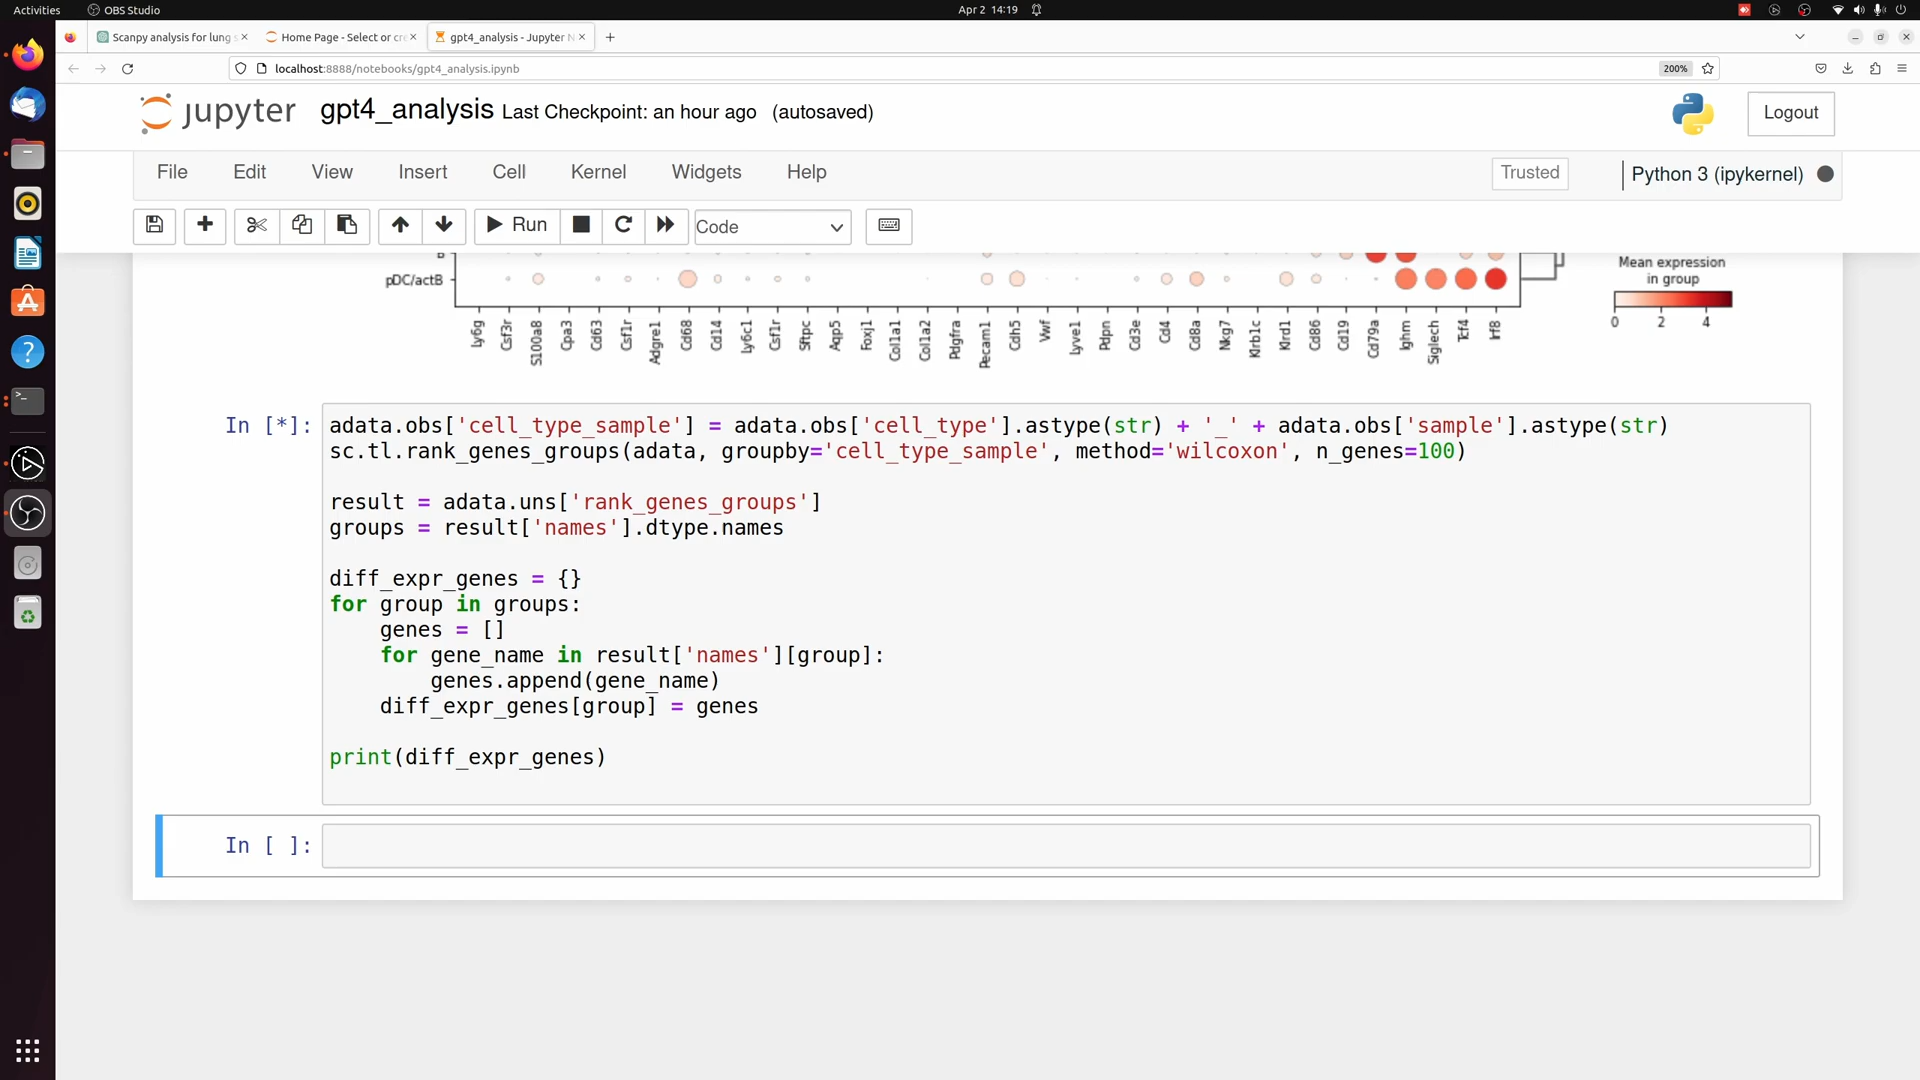 Activities OBS Studio Apr 2 14:19
Scanpy analysis for lung s Home Page - Select or cre gpt4_analysis - Jupyter N
localhost:8888/notebooks/gpt4_analysis.ipynb 200%
jupyter gpt4_analysis Last Checkpoint: an hour ago (autosaved) Logout
File Edit View Insert Cell Kernel Widgets Help Trusted Python 3 (ipykernel)
Run Code
B
pDC/actB
Mean expression
in group
0 2 4
Ly6g Csf3r S100a8 Cpa3 Cd63 Csf1r Adgre1 Cd68 Cd14 Ly6c1 Csf1r Sftpc Aqp5 Foxj1 Col1a1 Col1a2 Pdgfra Pecam1 Cdh5 Vwf Lyve1 Pdpn Cd3e Cd4 Cd8a Nkg7 Klrb1c Klrd1 Cd86 Cd19 Cd79a Ighm Siglech Tcf4 Irf8
In [*]: adata.obs['cell_type_sample'] = adata.obs['cell_type'].astype(str) + '_' + adata.obs['sample'].astype(str)
sc.tl.rank_genes_groups(adata, groupby='cell_type_sample', method='wilcoxon', n_genes=100)
result = adata.uns['rank_genes_groups']
groups = result['names'].dtype.names
diff_expr_genes = {}
for group in groups:
    genes = []
    for gene_name in result['names'][group]:
        genes.append(gene_name)
    diff_expr_genes[group] = genes
print(diff_expr_genes)
In [ ]: